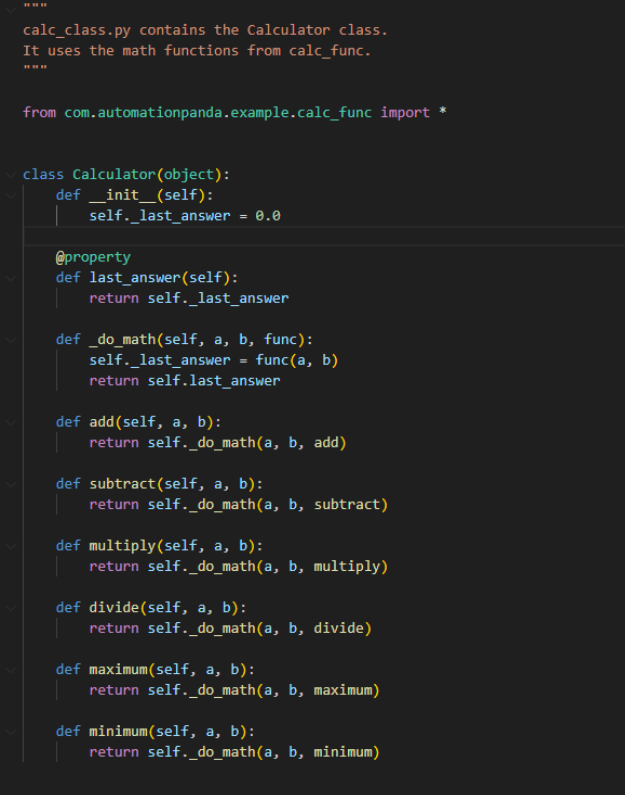 """
calc_class.py contains the Calculator class.
It uses the math functions from calc_func.
"""

from com.automationpanda.example.calc_func import *


class Calculator(object):
    def __init__(self):
        self._last_answer = 0.0

    @property
    def last_answer(self):
        return self._last_answer

    def _do_math(self, a, b, func):
        self._last_answer = func(a, b)
        return self.last_answer

    def add(self, a, b):
        return self._do_math(a, b, add)

    def subtract(self, a, b):
        return self._do_math(a, b, subtract)

    def multiply(self, a, b):
        return self._do_math(a, b, multiply)

    def divide(self, a, b):
        return self._do_math(a, b, divide)

    def maximum(self, a, b):
        return self._do_math(a, b, maximum)

    def minimum(self, a, b):
        return self._do_math(a, b, minimum)